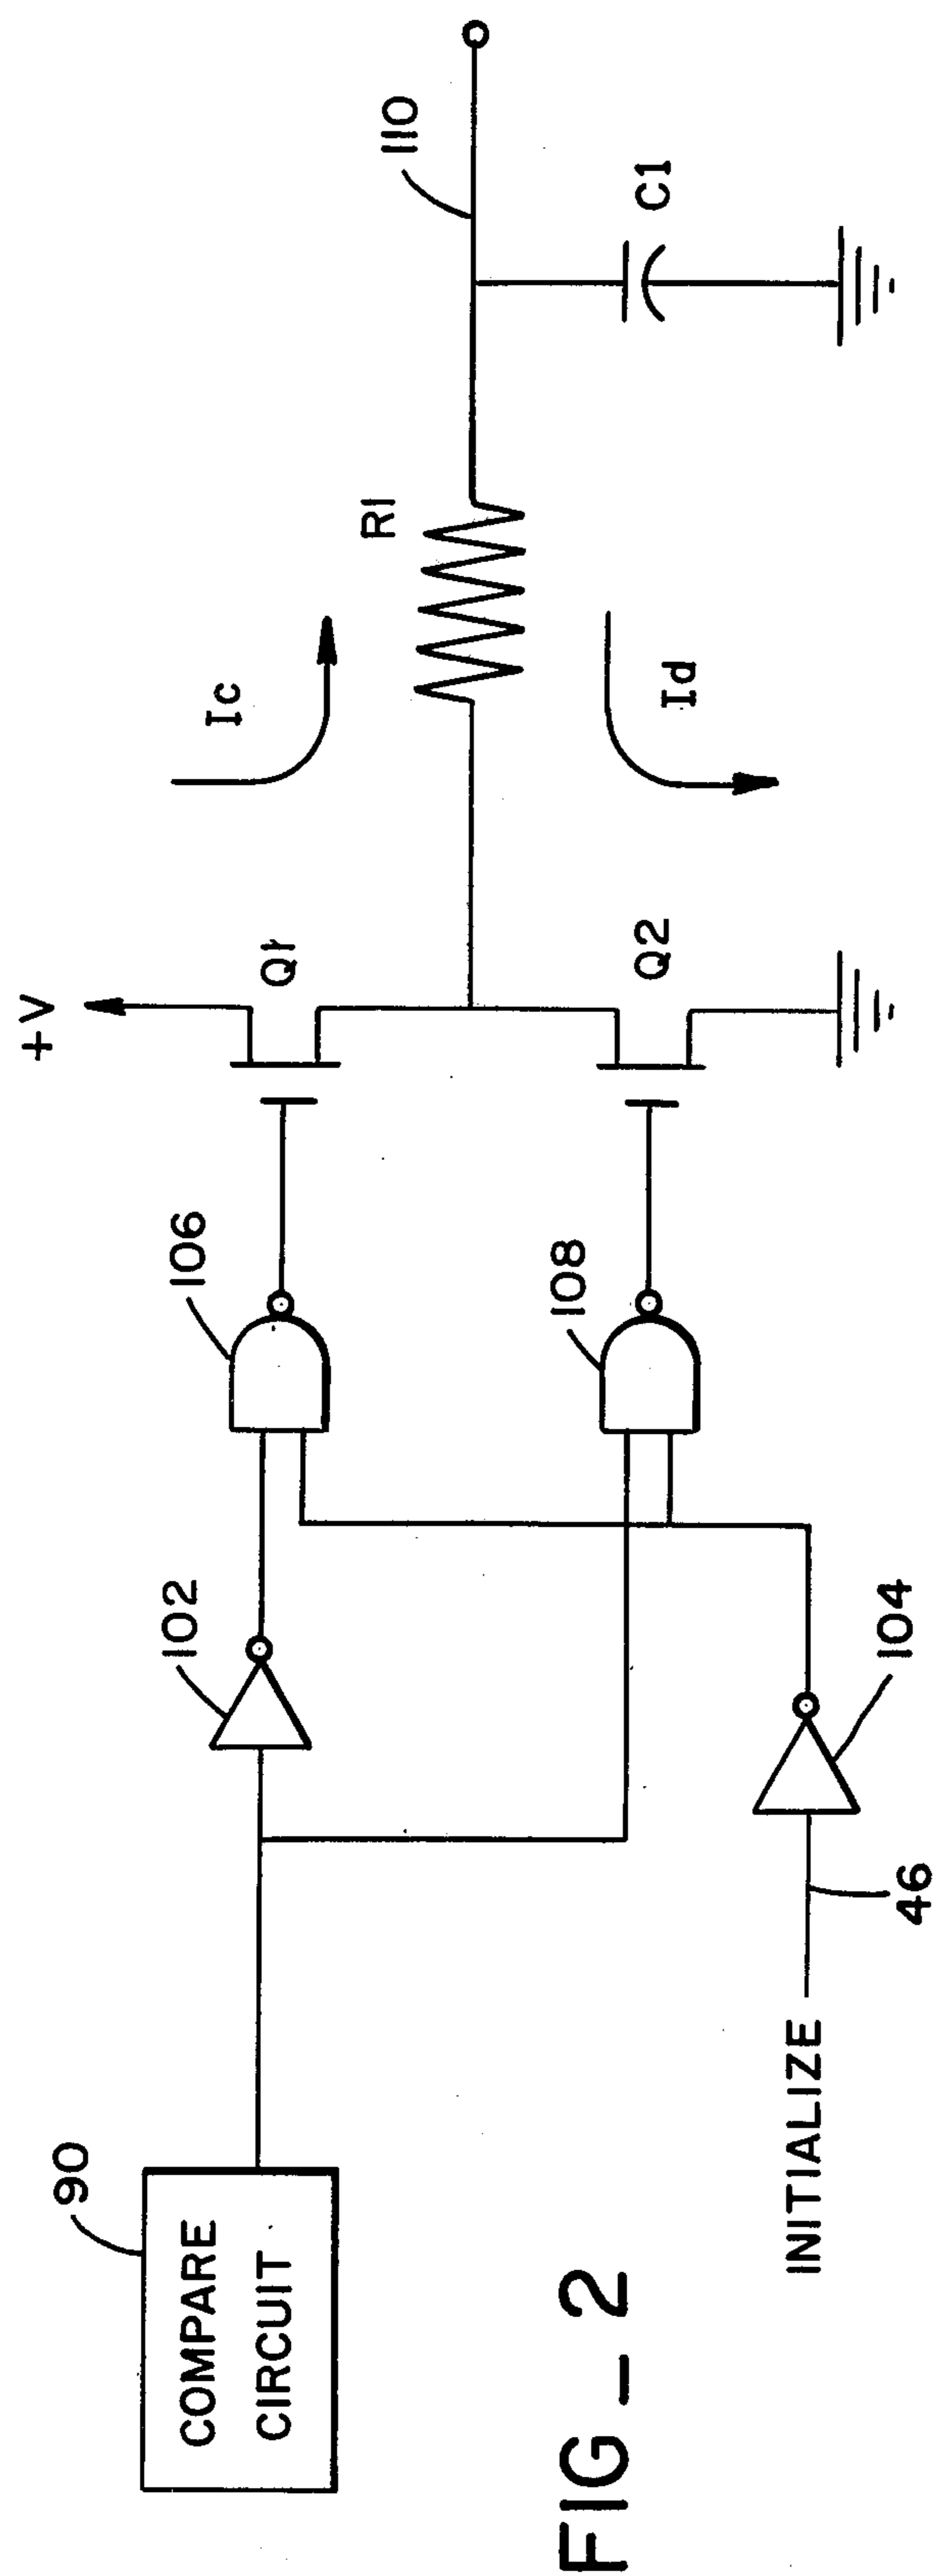 +V
Ic
Q1
R1
110
C1
Id
Q2
106
108
102
104
90
COMPARE
CIRCUIT
INITIALIZE
46
FIG - 2